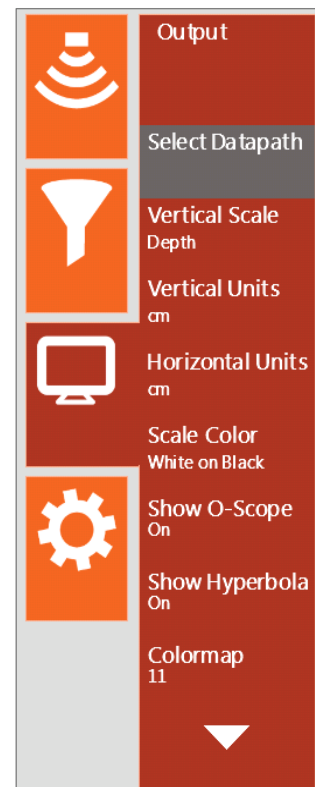 Output
Select Datapath
Vertical Scale
Depth
Vertical Units
cm
Horizontal Units
cm
Scale Color
White on Black
Show O-Scope
On
Show Hyperbola
On
Colormap
11